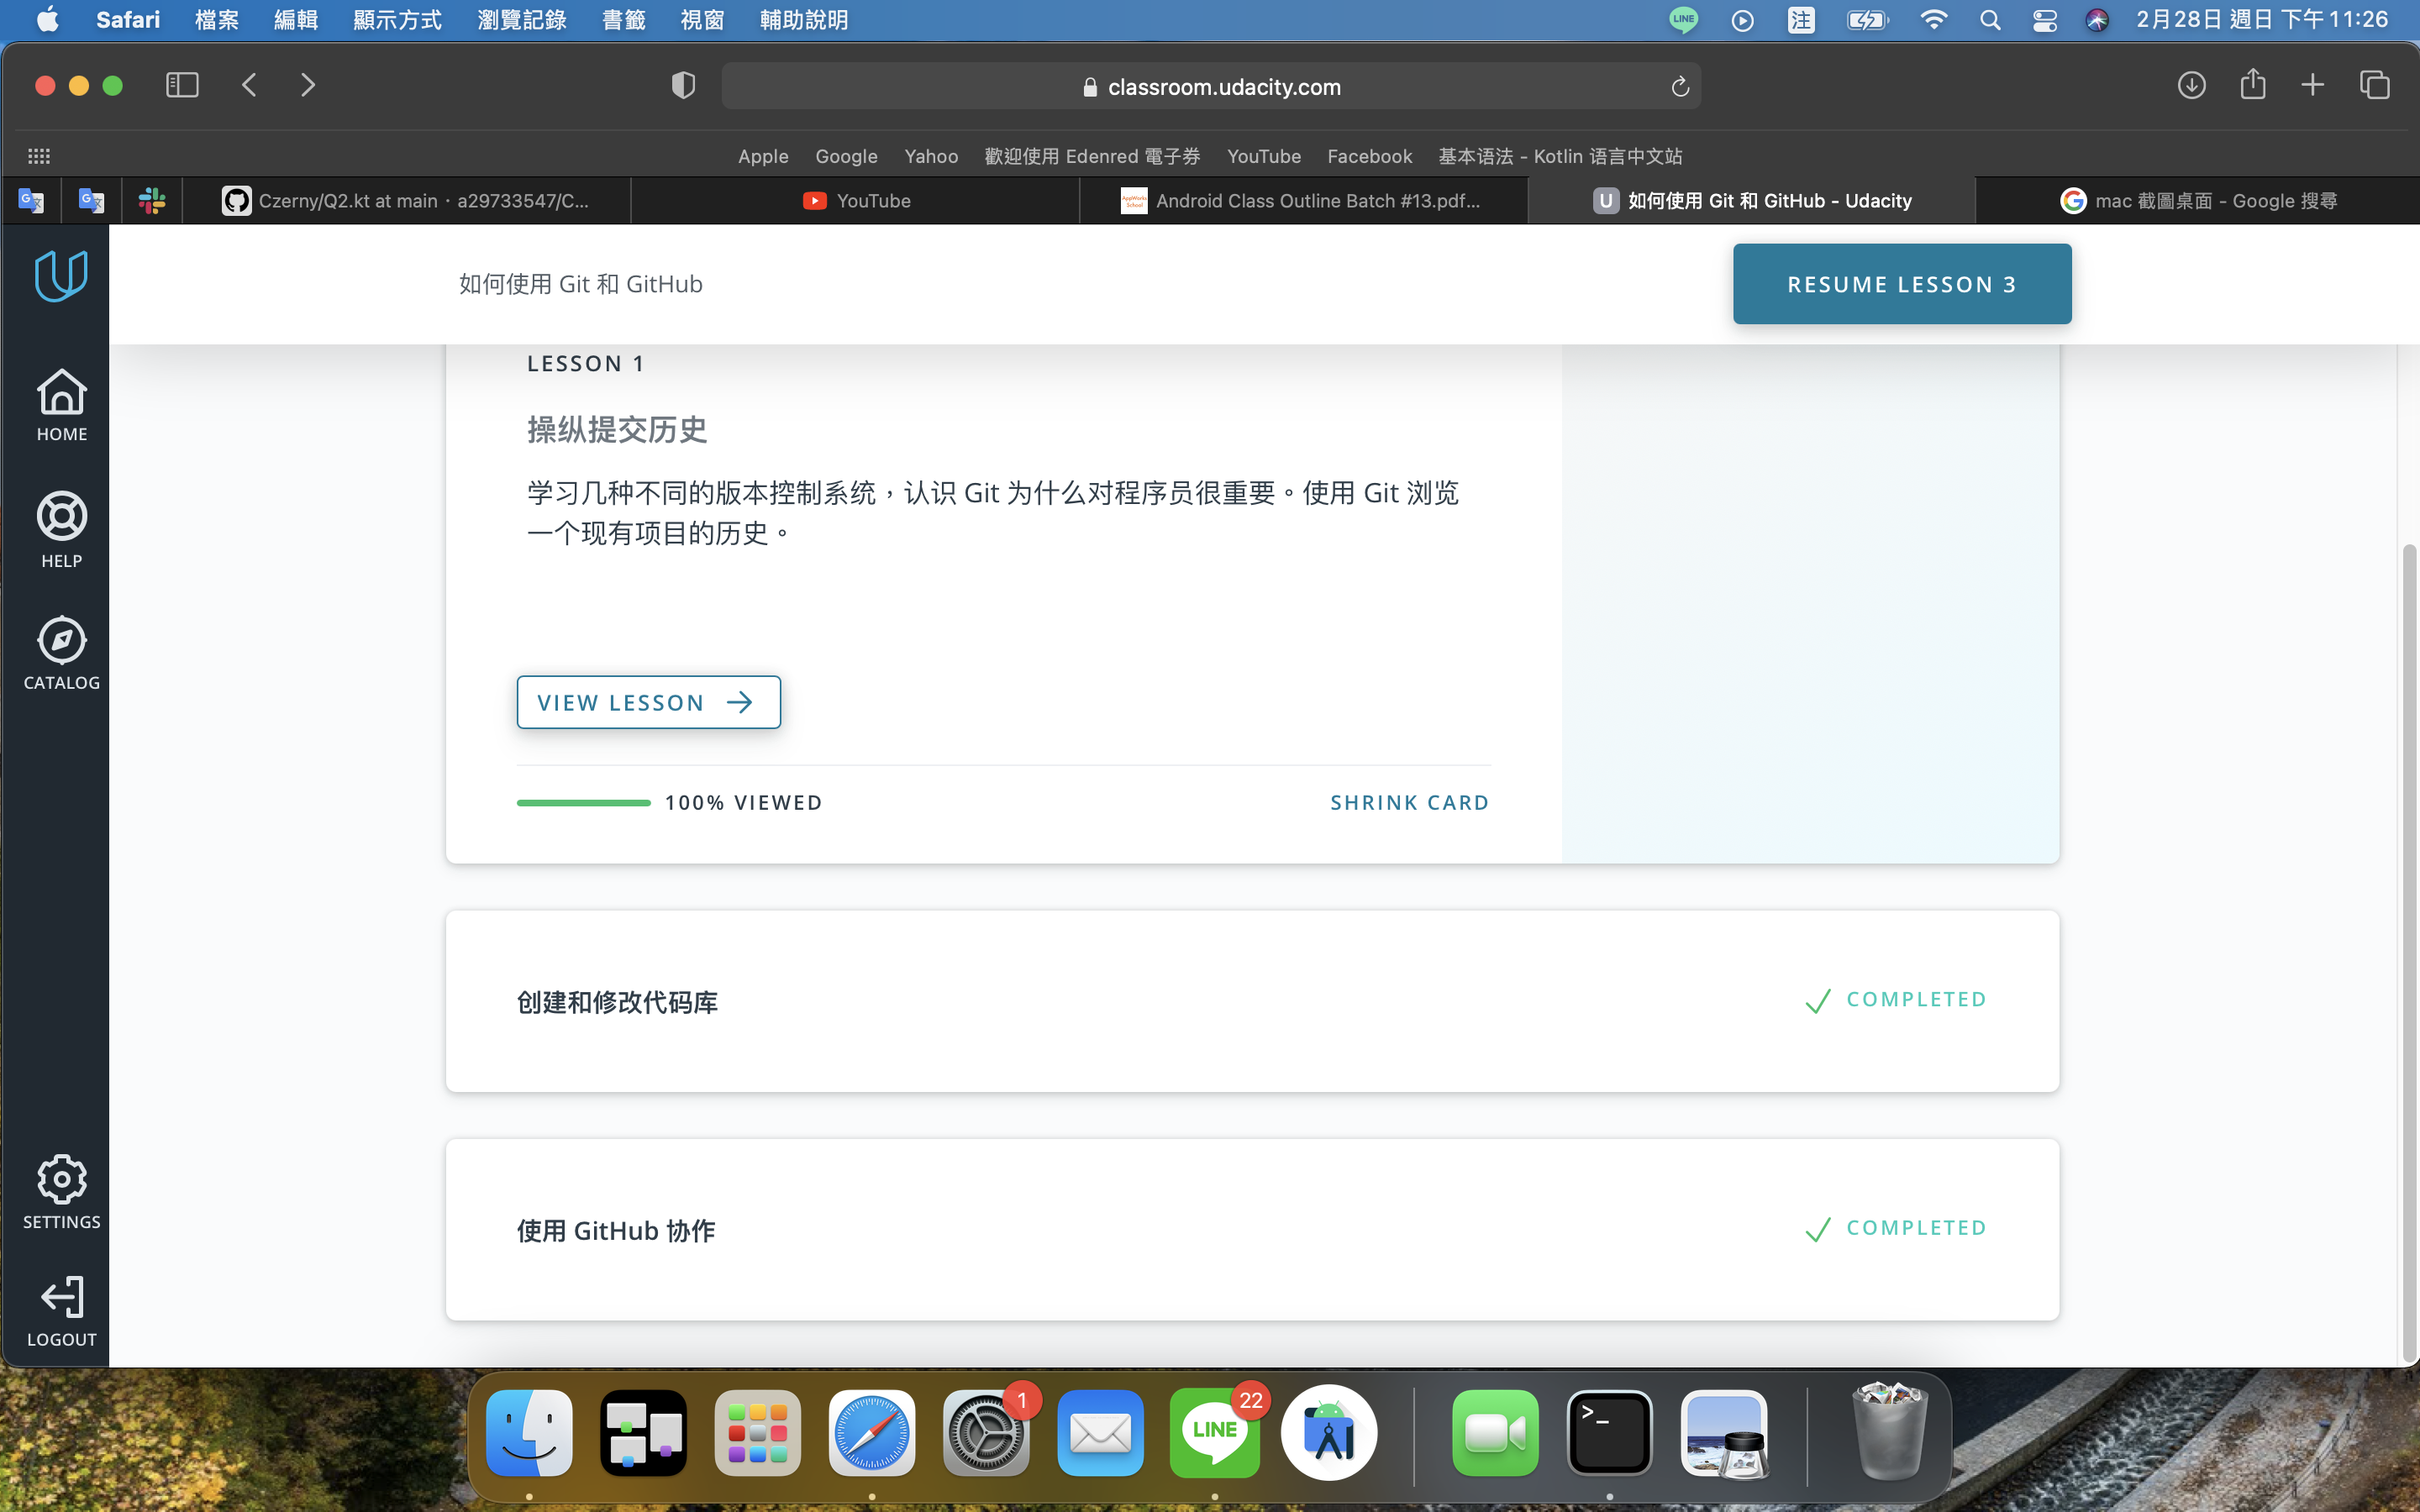 Safari 檔案 編輯 顯示方式 瀏覽記錄 書籤 視窗 輔助說明 LINE 注 2月28日 週日 下午11:26
classroom.udacity.com
Apple Google Yahoo 歡迎使用 Edenred 電子券 YouTube Facebook 基本语法 - Kotlin 语言中文站
Czerny/Q2.kt at main · a29733547/C... YouTube Android Class Outline Batch #13.pdf... U 如何使用 Git 和 GitHub - Udacity mac 截圖桌面 - Google 搜尋
如何使用 Git 和 GitHub
RESUME LESSON 3
HOME
HELP
CATALOG
SETTINGS
LOGOUT
LESSON 1
操纵提交历史
学习几种不同的版本控制系统，认识 Git 为什么对程序员很重要。使用 Git 浏览
一个现有项目的历史。
VIEW LESSON
100% VIEWED
SHRINK CARD
创建和修改代码库
COMPLETED
使用 GitHub 协作
COMPLETED
1
LINE 22
>_